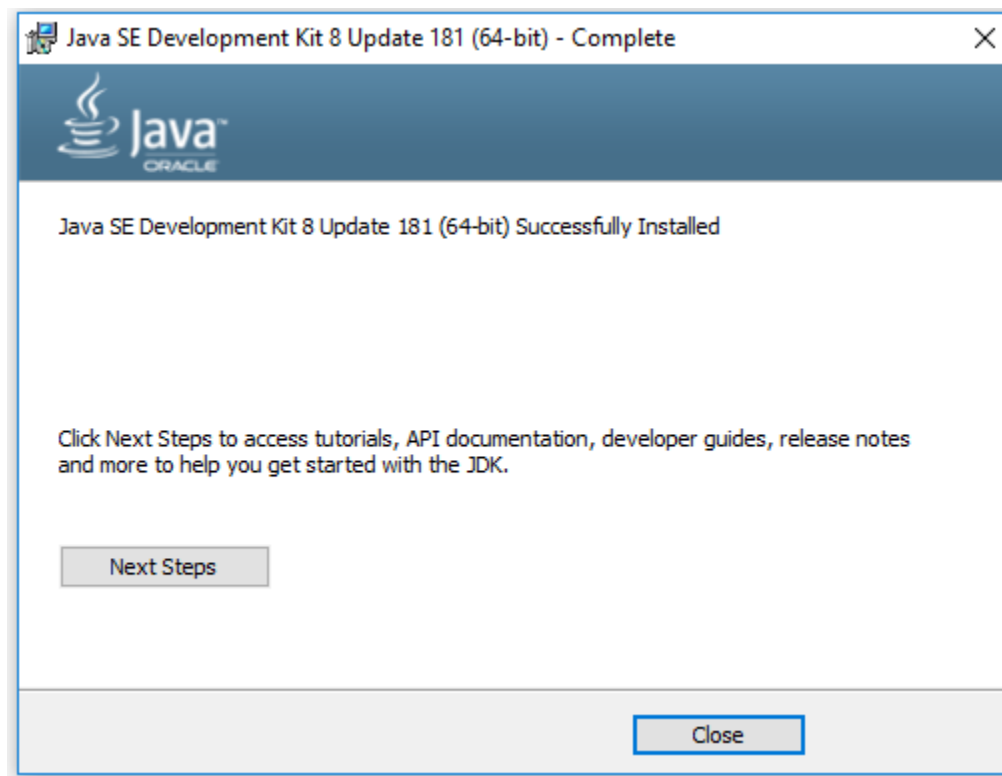 Java SE Development Kit 8 Update 181 (64-bit) - Complete
Java™
ORACLE
Java SE Development Kit 8 Update 181 (64-bit) Successfully Installed
Click Next Steps to access tutorials, API documentation, developer guides, release notes
and more to help you get started with the JDK.
Next Steps
Close